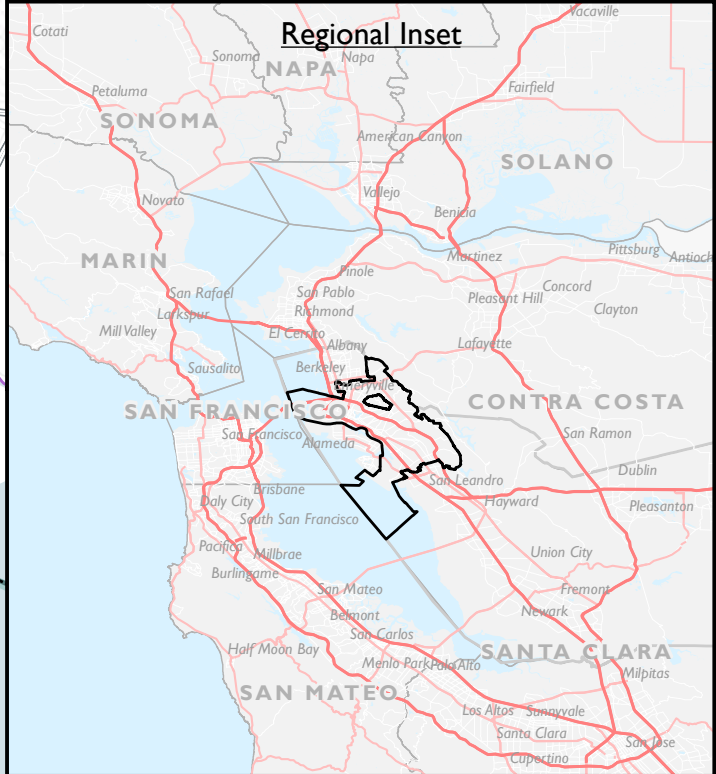 Regional Inset
Vacaville
Cotati
Sonoma
Napa
NAPA
Fairfield
Petaluma
SONOMA
American Canyon
SOLANO
Vallejo
Novato
Benicia
MARIN
Martinez
Pittsburg
Antioch
Pinole
San Rafael
San Pablo
Concord
Pleasant Hill
Larkspur
Richmond
Clayton
Mill Valley
El Cerrito
Albany
Lafayette
Sausalito
Berkeley
Emeryville
SAN FRANCISCO
CONTRA COSTA
San Francisco
Alameda
San Ramon
Dublin
San Leandro
Brisbane
Daly City
Hayward
Pleasanton
South San Francisco
Pacifica
Millbrae
Union City
Burlingame
San Mateo
Fremont
Belmont
Newark
San Carlos
Half Moon Bay
SANTA CLARA
Menlo Park
Palo Alto
Milpitas
SAN MATEO
Los Altos
Sunnyvale
Santa Clara
San Jose
Cupertino